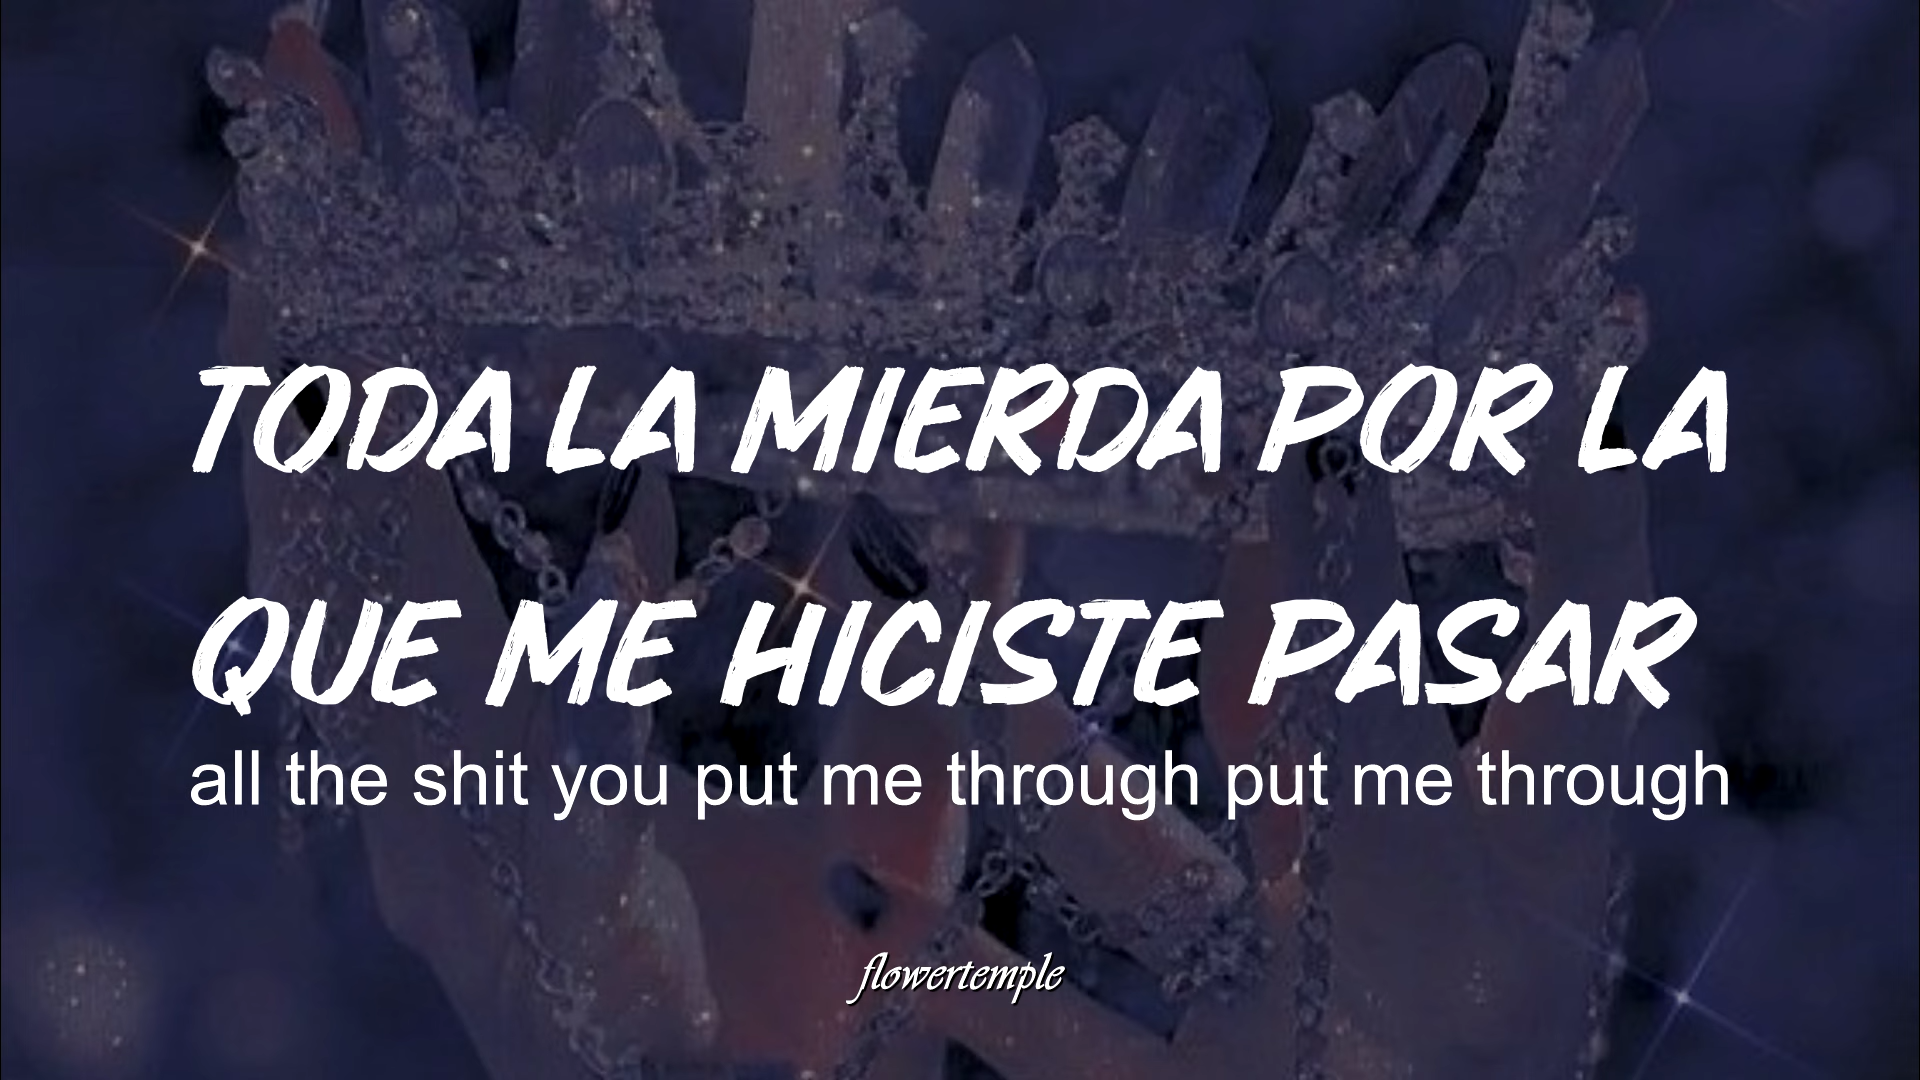 TODA LA MIERDA POR LA
QUE ME HICISTE PASAR
all the shit you put me through put me through
flowertemple